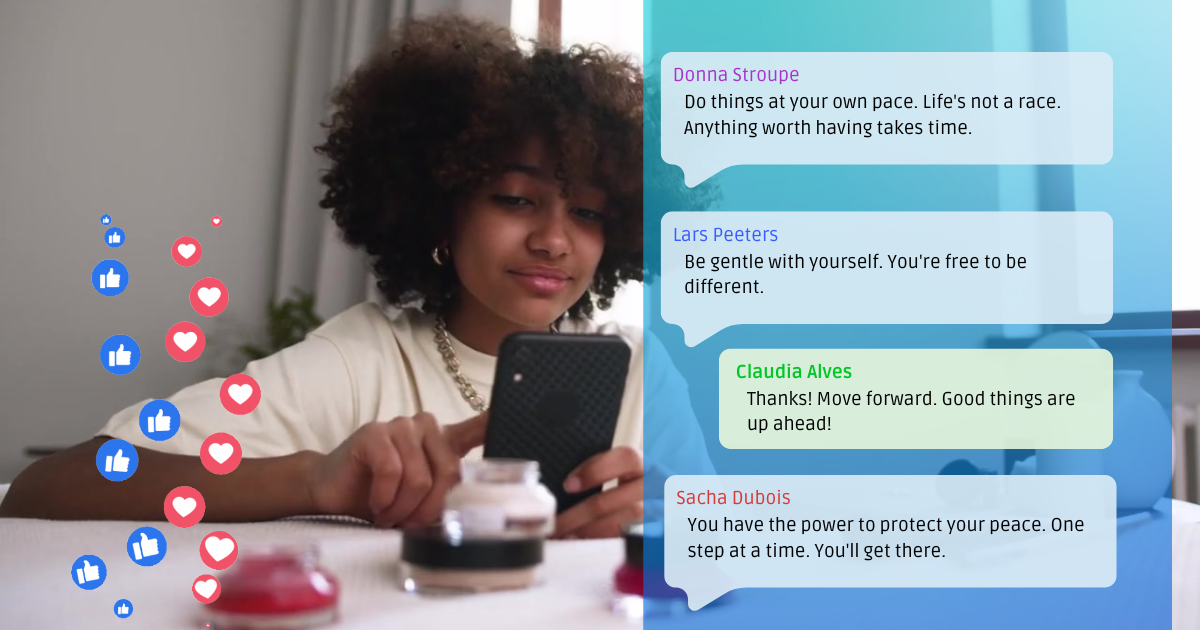 Donna Stroupe
Do things at your own pace. Life's not a race.
Anything worth having takes time.
Lars Peeters
Be gentle with yourself. You're free to be
different.
Claudia Alves
Thanks! Move forward. Good things are
up ahead!
Sacha Dubois
You have the power to protect your peace. One
step at a time. You'll get there.